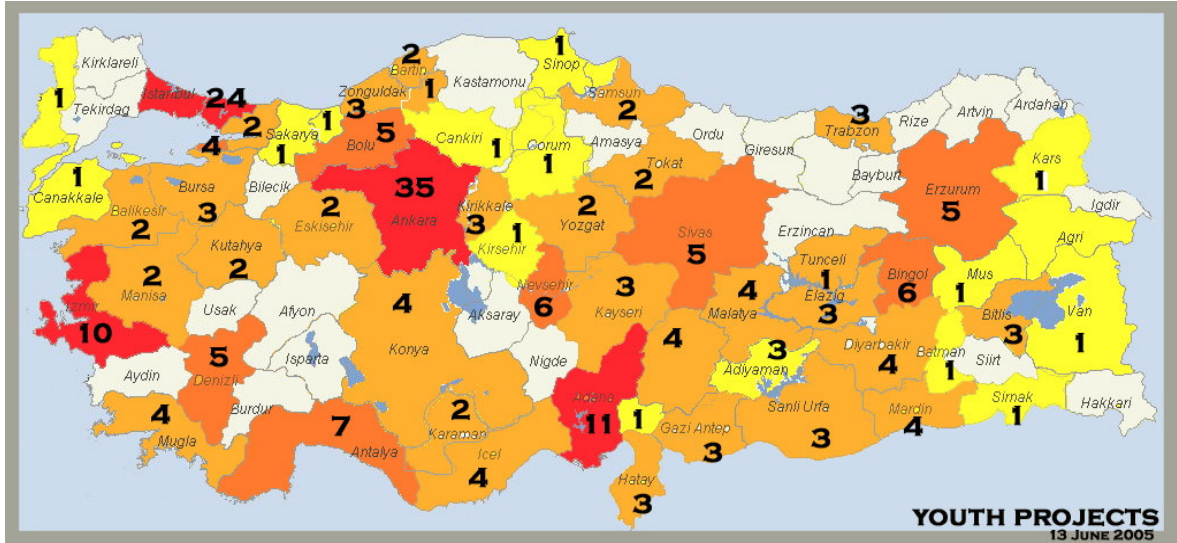 2
1
Kirklareli
Bartin
Kastamonu
Sinop
1
24
Istanbul
Zonguldak
1
Samsun
3
Artvin
Ardahan
1
Tekirdag
2
3
2
Trabzon
Rize
Sakarya
1
5
Cankiri
1
Corum
Amasya
Ordu
Giresun
Kars
4
1
Bolu
1
Tokat
Bayburt
Erzurum
1
1
Canakkale
Bursa
Bilecik
35
Kirikkale
2
5
Igdir
Balikesir
3
2
Eskisehir
Ankara
3
2
Yozgat
Sivas
Erzincan
Agri
2
Kutahya
1
Kirsehir
5
Tunceli
Bingol
Mus
2
2
Manisa
Nevsehir
3
4
1
6
1
Izmir
Usak
Afyon
4
6
Kayseri
Malatya
Elazig
Bitlis
Van
10
Aksaray
3
3
1
5
Isparta
Konya
4
3
Diyarbakir
Batman
Siirt
Aydin
Denizli
Nigde
Adiyaman
4
1
Burdur
2
Adana
Sanli Urfa
Mardin
Sirnak
Hakkari
4
7
Karaman
11
1
Gazi Antep
4
1
Mugla
Antalya
Icel
3
3
4
Hatay
3
YOUTH PROJECTS
13 JUNE 2005